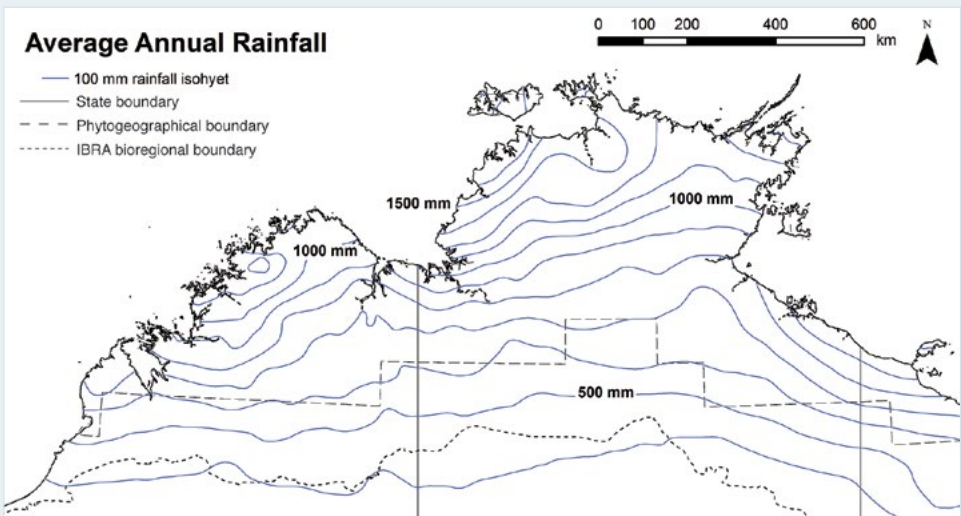 Average Annual Rainfall
100 mm rainfall isohyet
State boundary
Phytogeographical boundary
IBRA bioregional boundary
0 100 200 400 600
km
N
1500 mm
1000 mm
1000 mm
500 mm